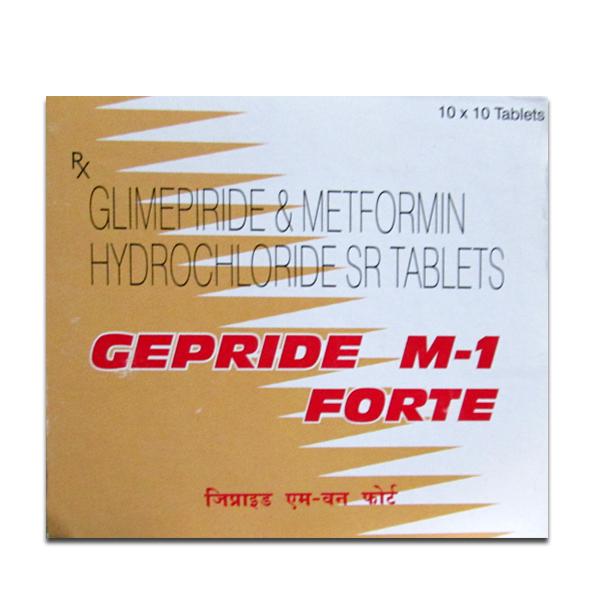 10 x 10 Tablets
Rx
GLIMEPIRIDE & METFORMIN
HYDROCHLORIDE SR TABLETS
GEPRIDE M-1
FORTE
जिप्राइड एम-वन फोर्ट